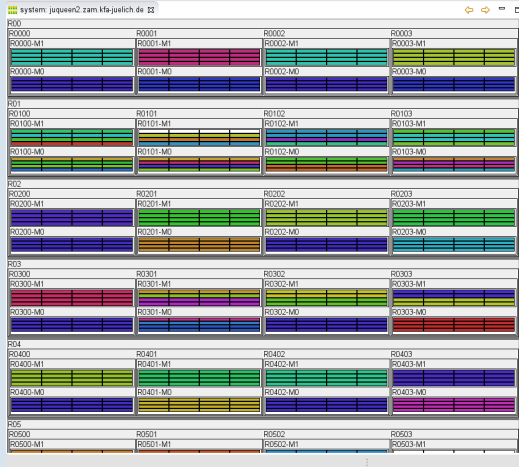 system: juqueen2.zam.kfa-juelich.de
R00
R0000 R0001 R0002 R0003
R0000-M1 R0001-M1 R0002-M1 R0003-M1
R0000-M0 R0001-M0 R0002-M0 R0003-M0
R01
R0100 R0101 R0102 R0103
R0100-M1 R0101-M1 R0102-M1 R0103-M1
R0100-M0 R0101-M0 R0102-M0 R0103-M0
R02
R0200 R0201 R0202 R0203
R0200-M1 R0201-M1 R0202-M1 R0203-M1
R0200-M0 R0201-M0 R0202-M0 R0203-M0
R03
R0300 R0301 R0302 R0303
R0300-M1 R0301-M1 R0302-M1 R0303-M1
R0300-M0 R0301-M0 R0302-M0 R0303-M0
R04
R0400 R0401 R0402 R0403
R0400-M1 R0401-M1 R0402-M1 R0403-M1
R0400-M0 R0401-M0 R0402-M0 R0403-M0
R05
R0500 R0501 R0502 R0503
R0500-M1 R0501-M1 R0502-M1 R0503-M1